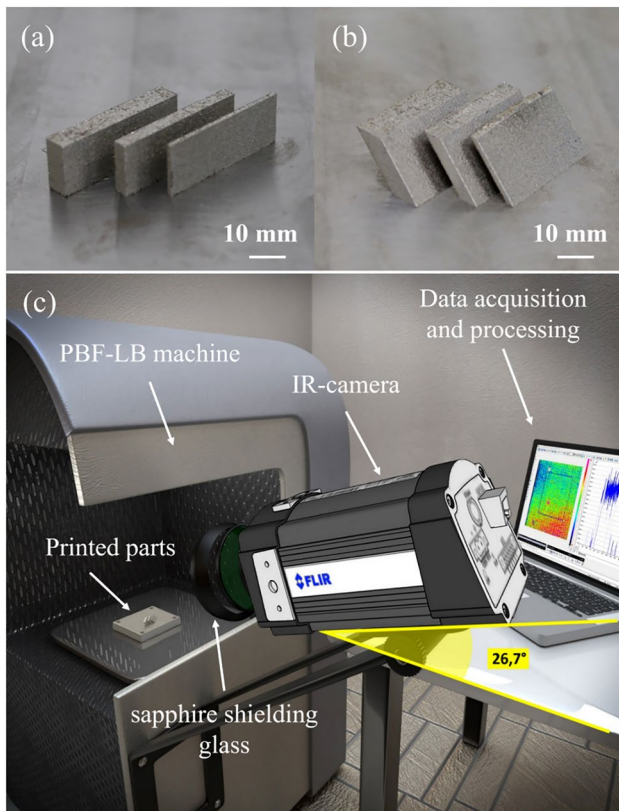 (a)
(b)
10 mm
10 mm
(c)
Data acquisition
and processing
PBF-LB machine
IR-camera
Printed parts
FLIR
26,7°
sapphire shielding
glass